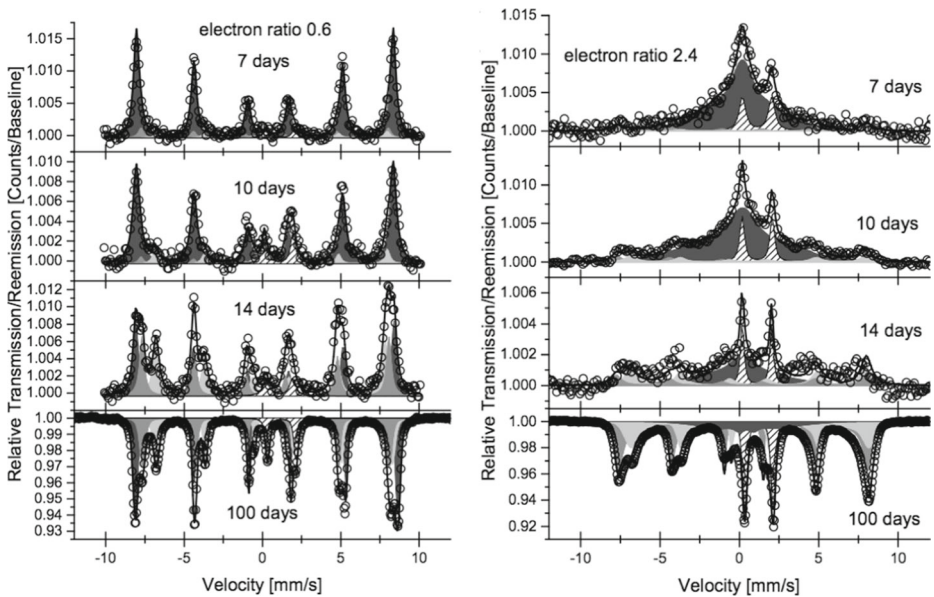 Relative Transmission/Reemission [Counts/Baseline]
electron ratio 0.6
7 days
1.015
1.010
1.005
1.000
10 days
1.010
1.008
1.006
1.004
1.002
1.000
14 days
1.012
1.010
1.008
1.006
1.004
1.002
1.000
100 days
1.00
0.99
0.98
0.97
0.96
0.95
0.94
0.93
-10 -5 0 5 10
Velocity [mm/s]
Relative Transmission/Reemission [Counts/Baseline]
electron ratio 2.4
7 days
1.015
1.010
1.005
1.000
10 days
1.010
1.005
1.000
14 days
1.006
1.004
1.002
1.000
100 days
1.00
0.98
0.96
0.94
0.92
-10 -5 0 5 10
Velocity [mm/s]